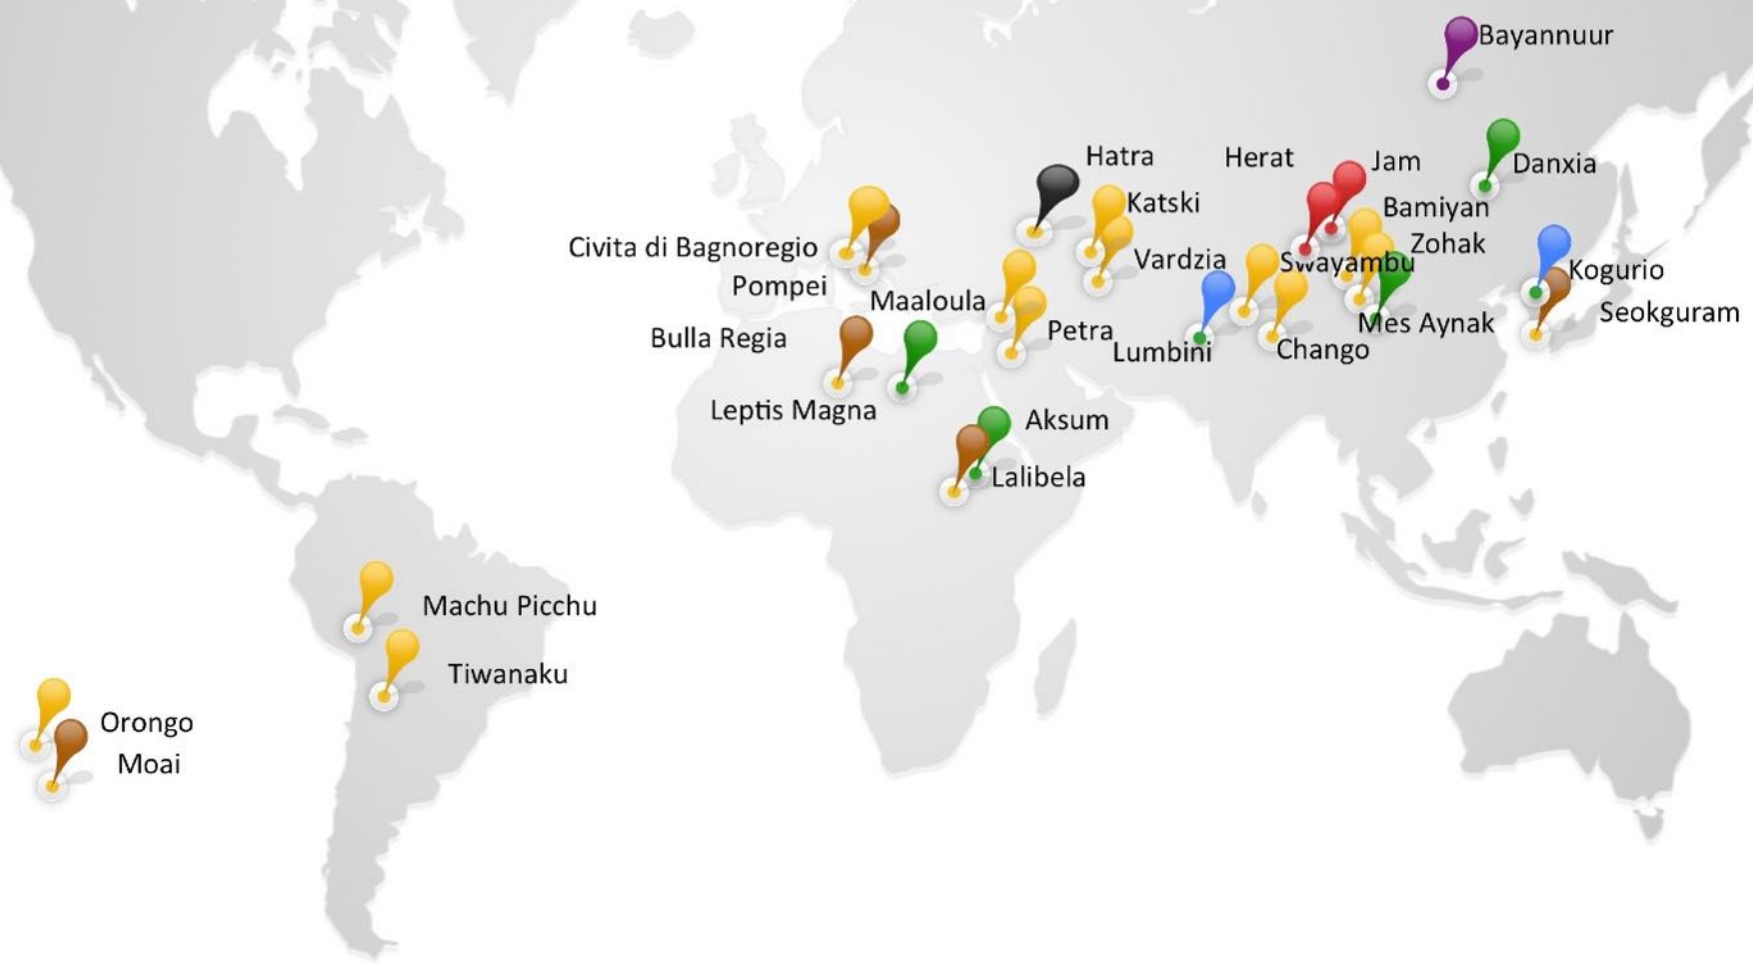 Bayannuur
Hatra
Herat
Jam
Danxia
Katski
Bamiyan
Civita di Bagnoregio
Zohak
Vardzia
Swayambu
Kogurio
Pompei
Maaloula
Seokguram
Bulla Regia
Petra
Mes Aynak
Lumbini
Chango
Leptis Magna
Aksum
Lalibela
Machu Picchu
Tiwanaku
Orongo
Moai